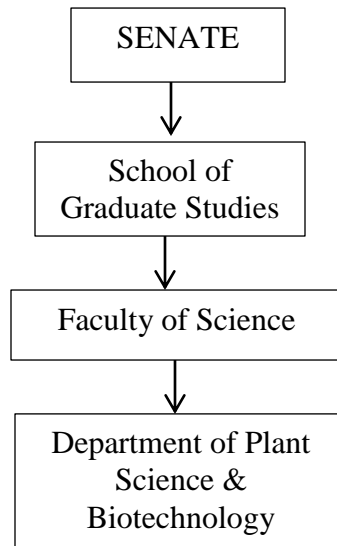 SENATE
School of
Graduate Studies
Faculty of Science
Department of Plant
Science &
Biotechnology